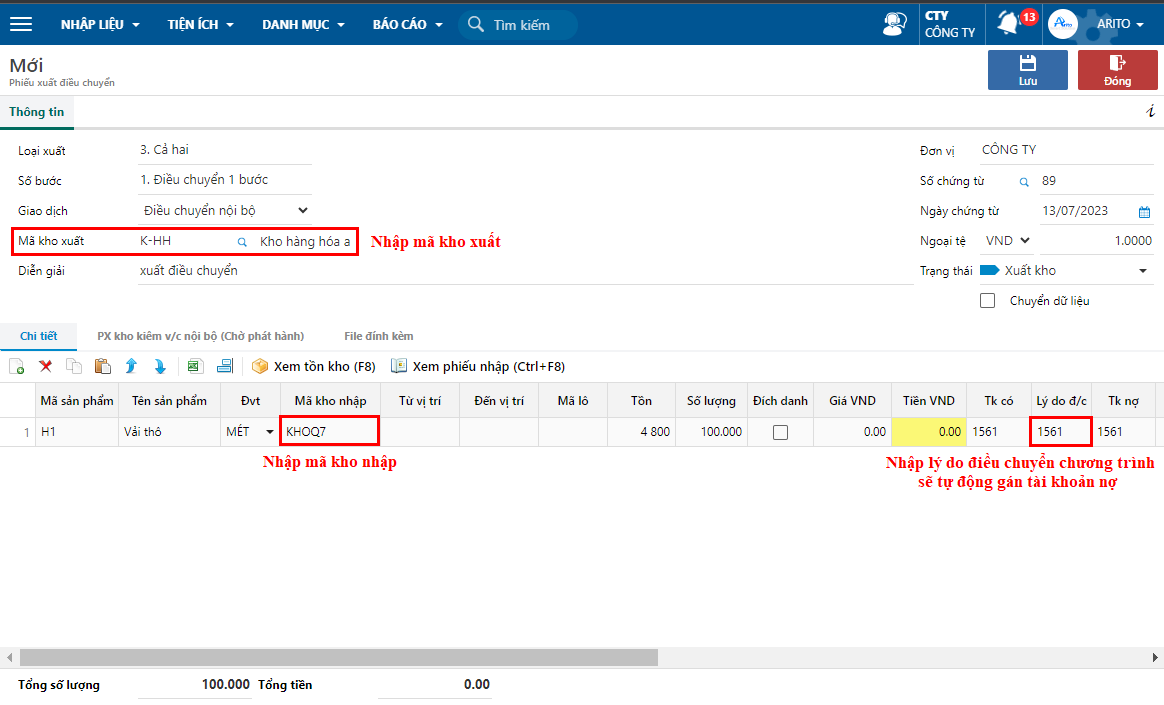 NHẬP LIỆU TIỆN ÍCH DANH MỤC BÁO CÁO Tìm kiếm CTY CÔNG TY 13 Arito ARITO
Mới
Phiếu xuất điều chuyển
Lưu Đóng
Thông tin i
Loại xuất 3. Cả hai Đơn vị CÔNG TY
Số bước 1. Điều chuyển 1 bước Số chứng từ 89
Giao dịch Điều chuyển nội bộ Ngày chứng từ 13/07/2023
Mã kho xuất K-HH Kho hàng hóa a Nhập mã kho xuất Ngoại tệ VND 1.0000
Diễn giải xuất điều chuyển Trạng thái Xuất kho
Chuyển dữ liệu
Chi tiết PX kho kiêm v/c nội bộ (Chờ phát hành) File đính kèm
Xem tồn kho (F8) Xem phiếu nhập (Ctrl+F8)
Mã sản phẩm Tên sản phẩm Đvt Mã kho nhập Từ vị trí Đến vị trí Mã lô Tồn Số lượng Đích danh Giá VND Tiền VND Tk có Lý do đ/c Tk nợ
1 H1 Vải thô MÉT KHOQ7 4 800 100.000 0.00 0.00 1561 1561 1561
Nhập mã kho nhập Nhập lý do điều chuyển chương trình
sẽ tự động gán tài khoản nợ
Tổng số lượng 100.000 Tổng tiền 0.00